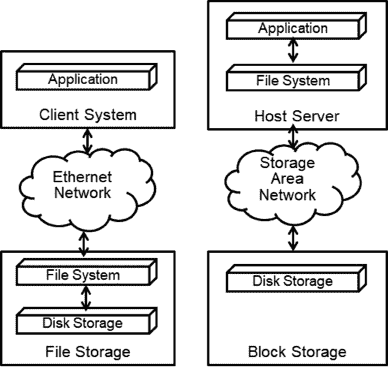 Application
Client System
Ethernet
Network
File System
Disk Storage
File Storage
Application
File System
Host Server
Storage
Area
Network
Disk Storage
Block Storage